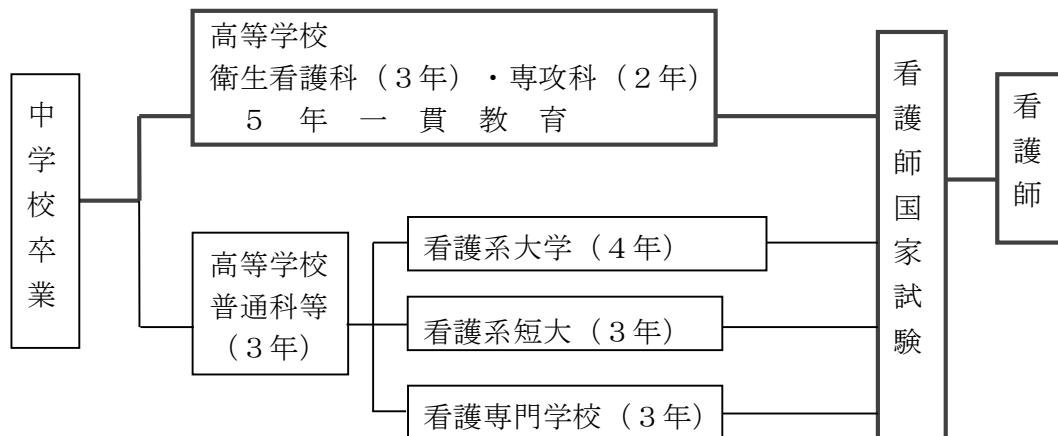 中学校卒業
高等学校
衛生看護科（３年）・専攻科（２年）
５年一貫教育
高等学校
普通科等
（３年）
看護系大学（４年）
看護系短大（３年）
看護専門学校（３年）
看護師国家試験
看護師